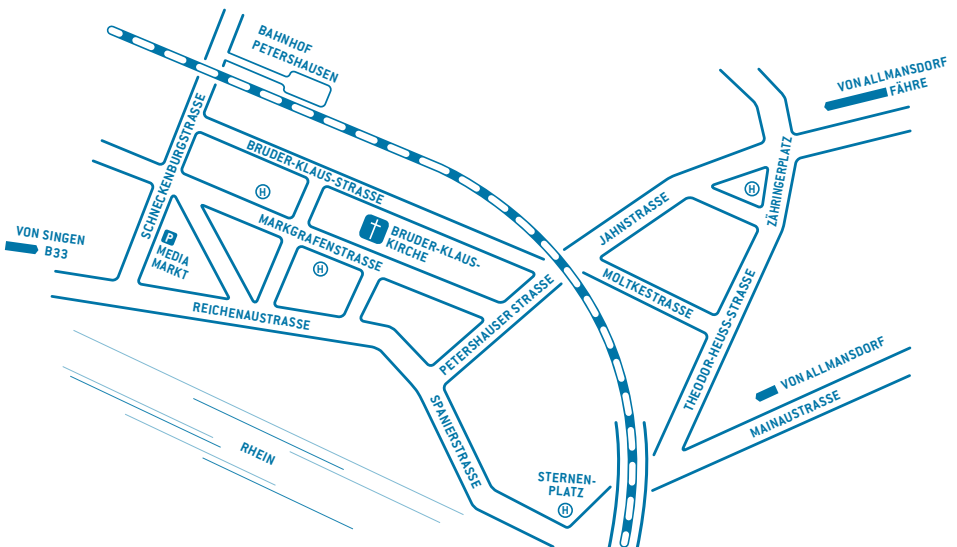 BAHNHOF
PETERSHAUSEN
VON ALLMANSDORF
FÄHRE
SCHNECKENBURGSTRASSE
BRUDER-KLAUS-STRASSE
ZÄHRINGERPLATZ
H
H
JAHNSTRASSE
MARKGRAFENSTRASSE
BRUDER-KLAUS-
KIRCHE
VON SINGEN
B33
P
MEDIA
MARKT
H
MOLTKESTRASSE
PETERSHAUSER STRASSE
REICHENAUSTRASSE
THEODOR-HEUSS-STRASSE
VON ALLMANSDORF
MAINAUSTRASSE
SPANIERSTRASSE
RHEIN
STERNEN-
PLATZ
H